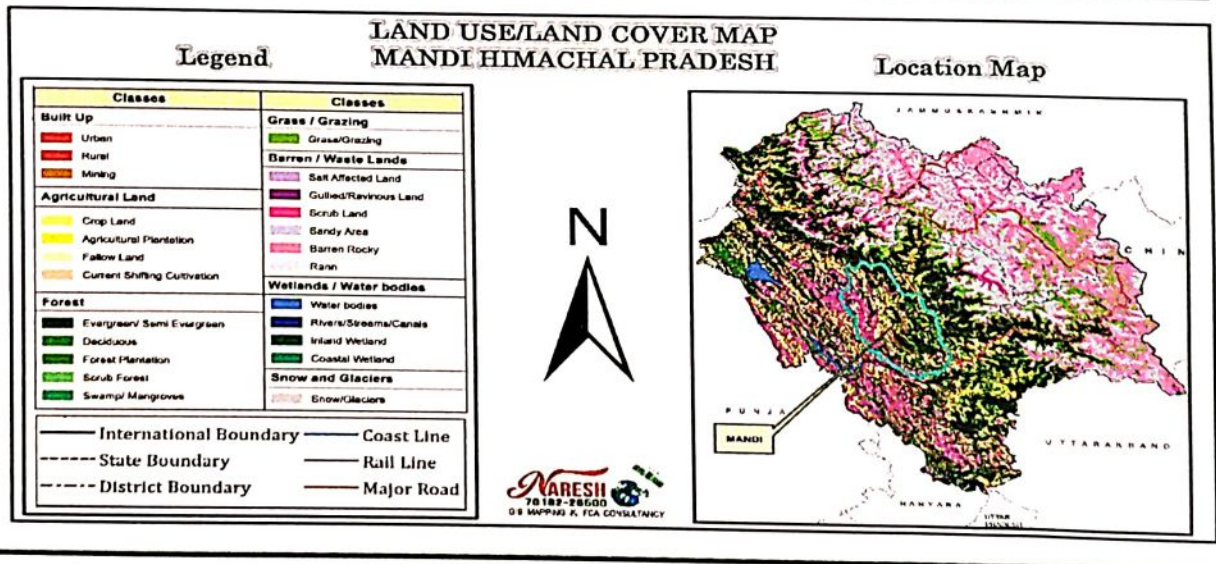 LAND USE/LAND COVER MAP
MANDI HIMACHAL PRADESH
Legend
Classes
Built Up
Urban
Rural
Mining
Agricultural Land
Crop Land
Agricultural Plantation
Fallow Land
Current Shifting Cultivation
Forest
Evergreen/ Semi Evergreen
Deciduous
Forest Plantation
Scrub Forest
Swamp/ Mangroves
Classes
Grass / Grazing
Grass/Grazing
Barren / Waste Lands
Salt Affected Land
Gullied/Ravinous Land
Scrub Land
Sandy Area
Barren Rocky
Rann
Wetlands / Water bodies
Water bodies
Rivers/Streams/Canals
Inland Wetland
Coastal Wetland
Snow and Glaciers
Snow/Glaciers
International Boundary
State Boundary
District Boundary
Coast Line
Rail Line
Major Road
N
NARESH
78182-26500
GIS MAPPING & FCA CONSULTANCY
Location Map
JAMMU&KASHMIR
CHIN
PUNJA
MANDI
UTTARAKHAND
HARYANA
UTTAR